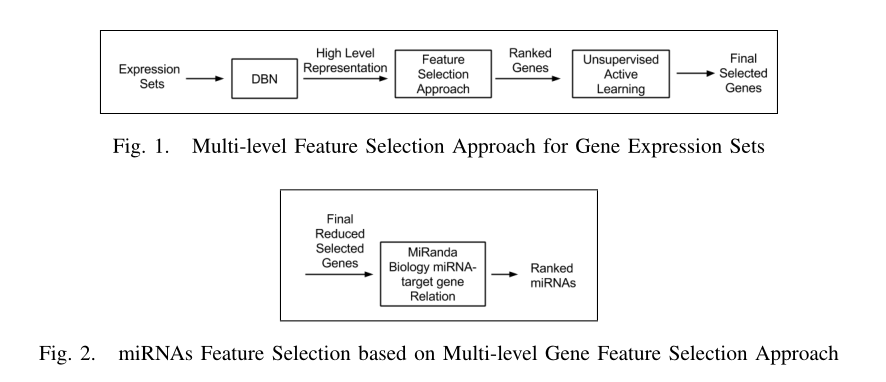 Expression
Sets
DBN
High Level
Representation
Feature
Selection
Approach
Ranked
Genes
Unsupervised
Active
Learning
Final
Selected
Genes
Fig. 1. Multi-level Feature Selection Approach for Gene Expression Sets
Final
Reduced
Selected
Genes
MiRanda
Biology miRNA-
target gene
Relation
Ranked
miRNAs
Fig. 2. miRNAs Feature Selection based on Multi-level Gene Feature Selection Approach